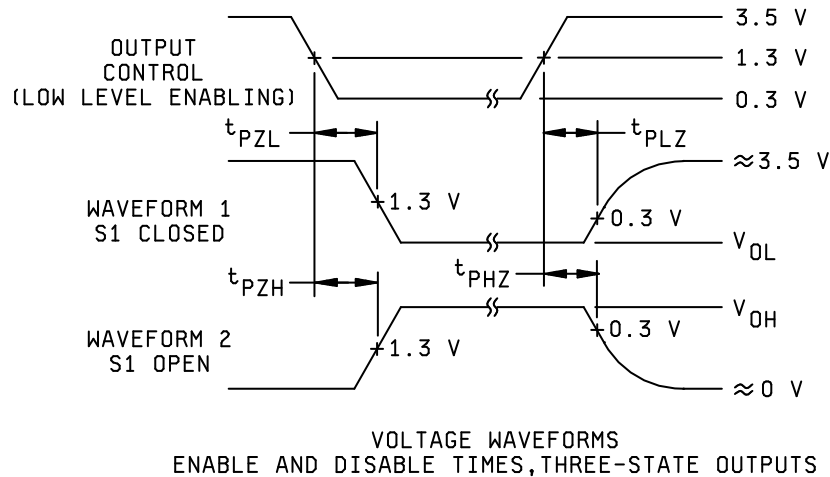 OUTPUT
CONTROL
(LOW LEVEL ENABLING)
3.5 V
1.3 V
0.3 V
tPZL
tPLZ
≈3.5 V
WAVEFORM 1
S1 CLOSED
1.3 V
0.3 V
VOL
tPZH
tPHZ
VOH
WAVEFORM 2
S1 OPEN
1.3 V
0.3 V
≈0 V
VOLTAGE WAVEFORMS
ENABLE AND DISABLE TIMES,THREE-STATE OUTPUTS